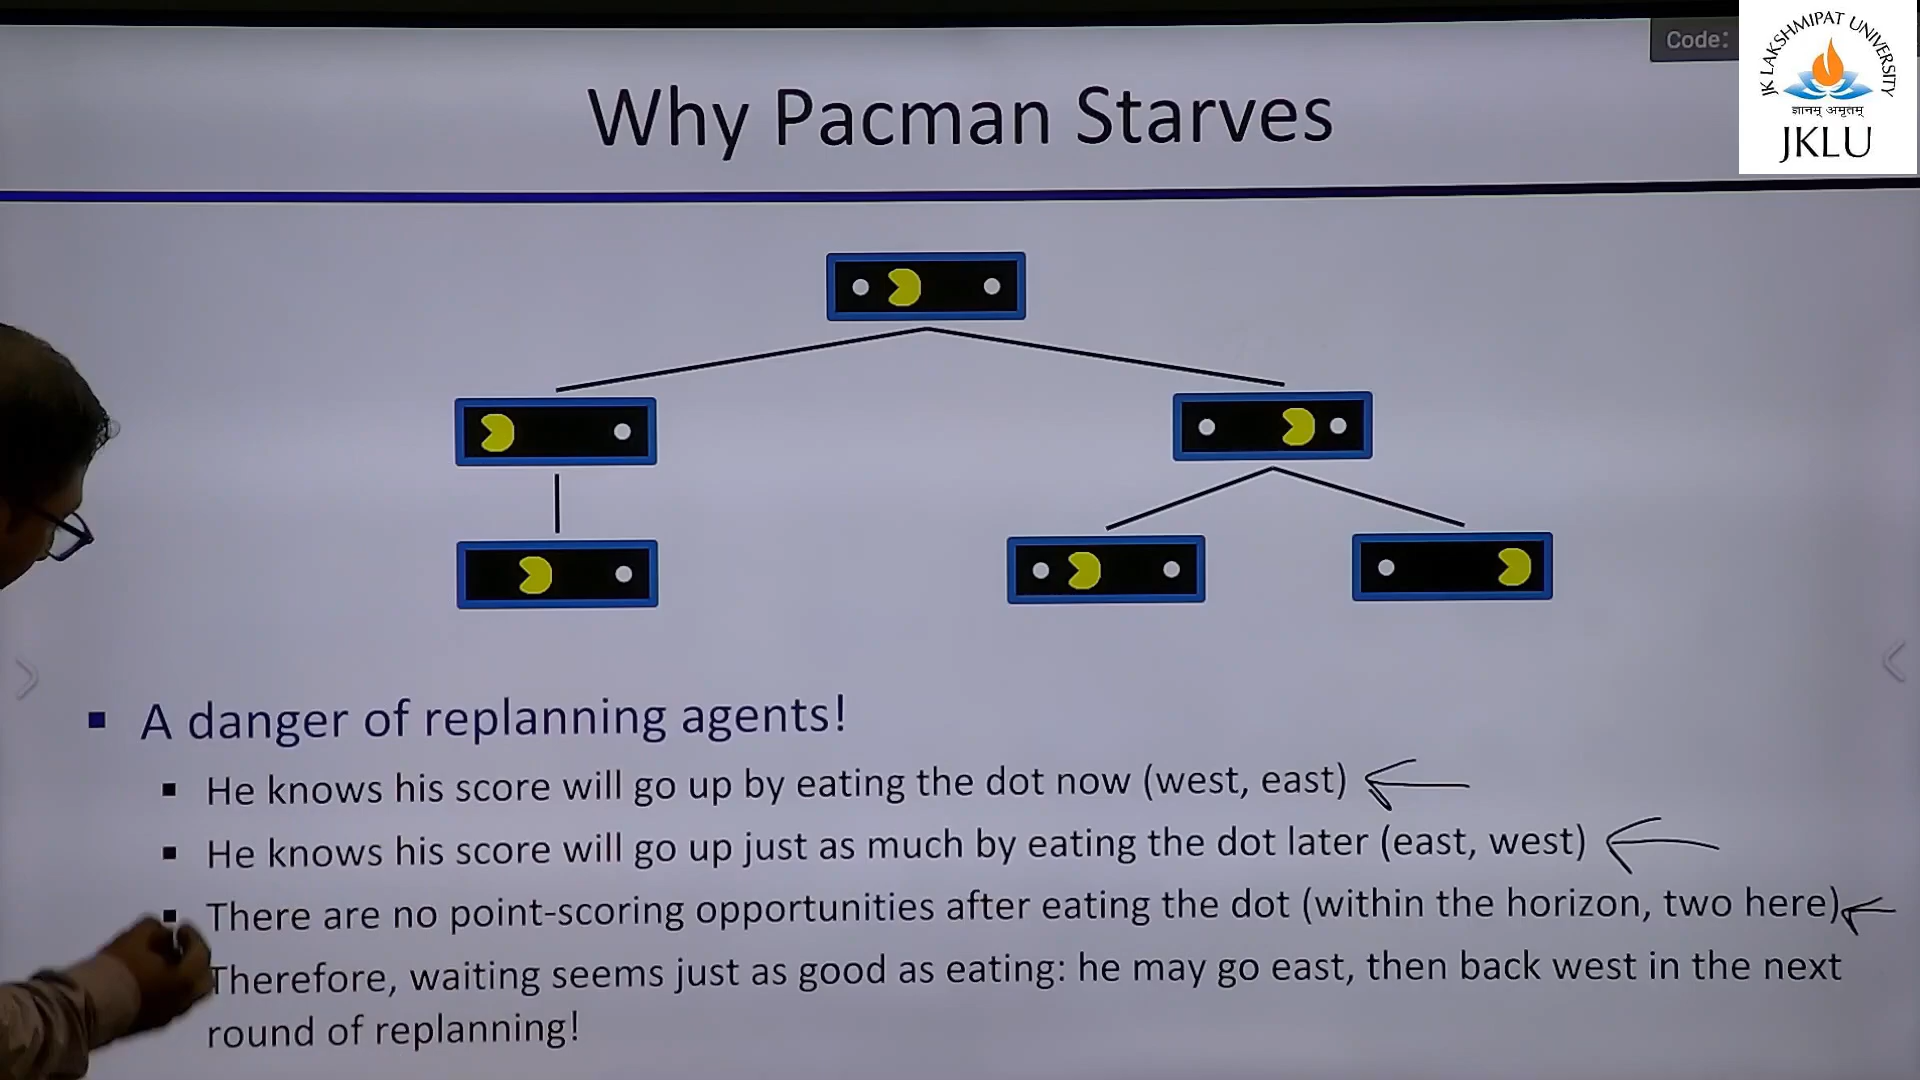 Code:
JK LAKSHMIPAT UNIVERSITY
ज्ञानम् अमृतम्
JKLU
Why Pacman Starves
A danger of replanning agents!
He knows his score will go up by eating the dot now (west, east)
He knows his score will go up just as much by eating the dot later (east, west)
There are no point-scoring opportunities after eating the dot (within the horizon, two here)
Therefore, waiting seems just as good as eating: he may go east, then back west in the next
round of replanning!